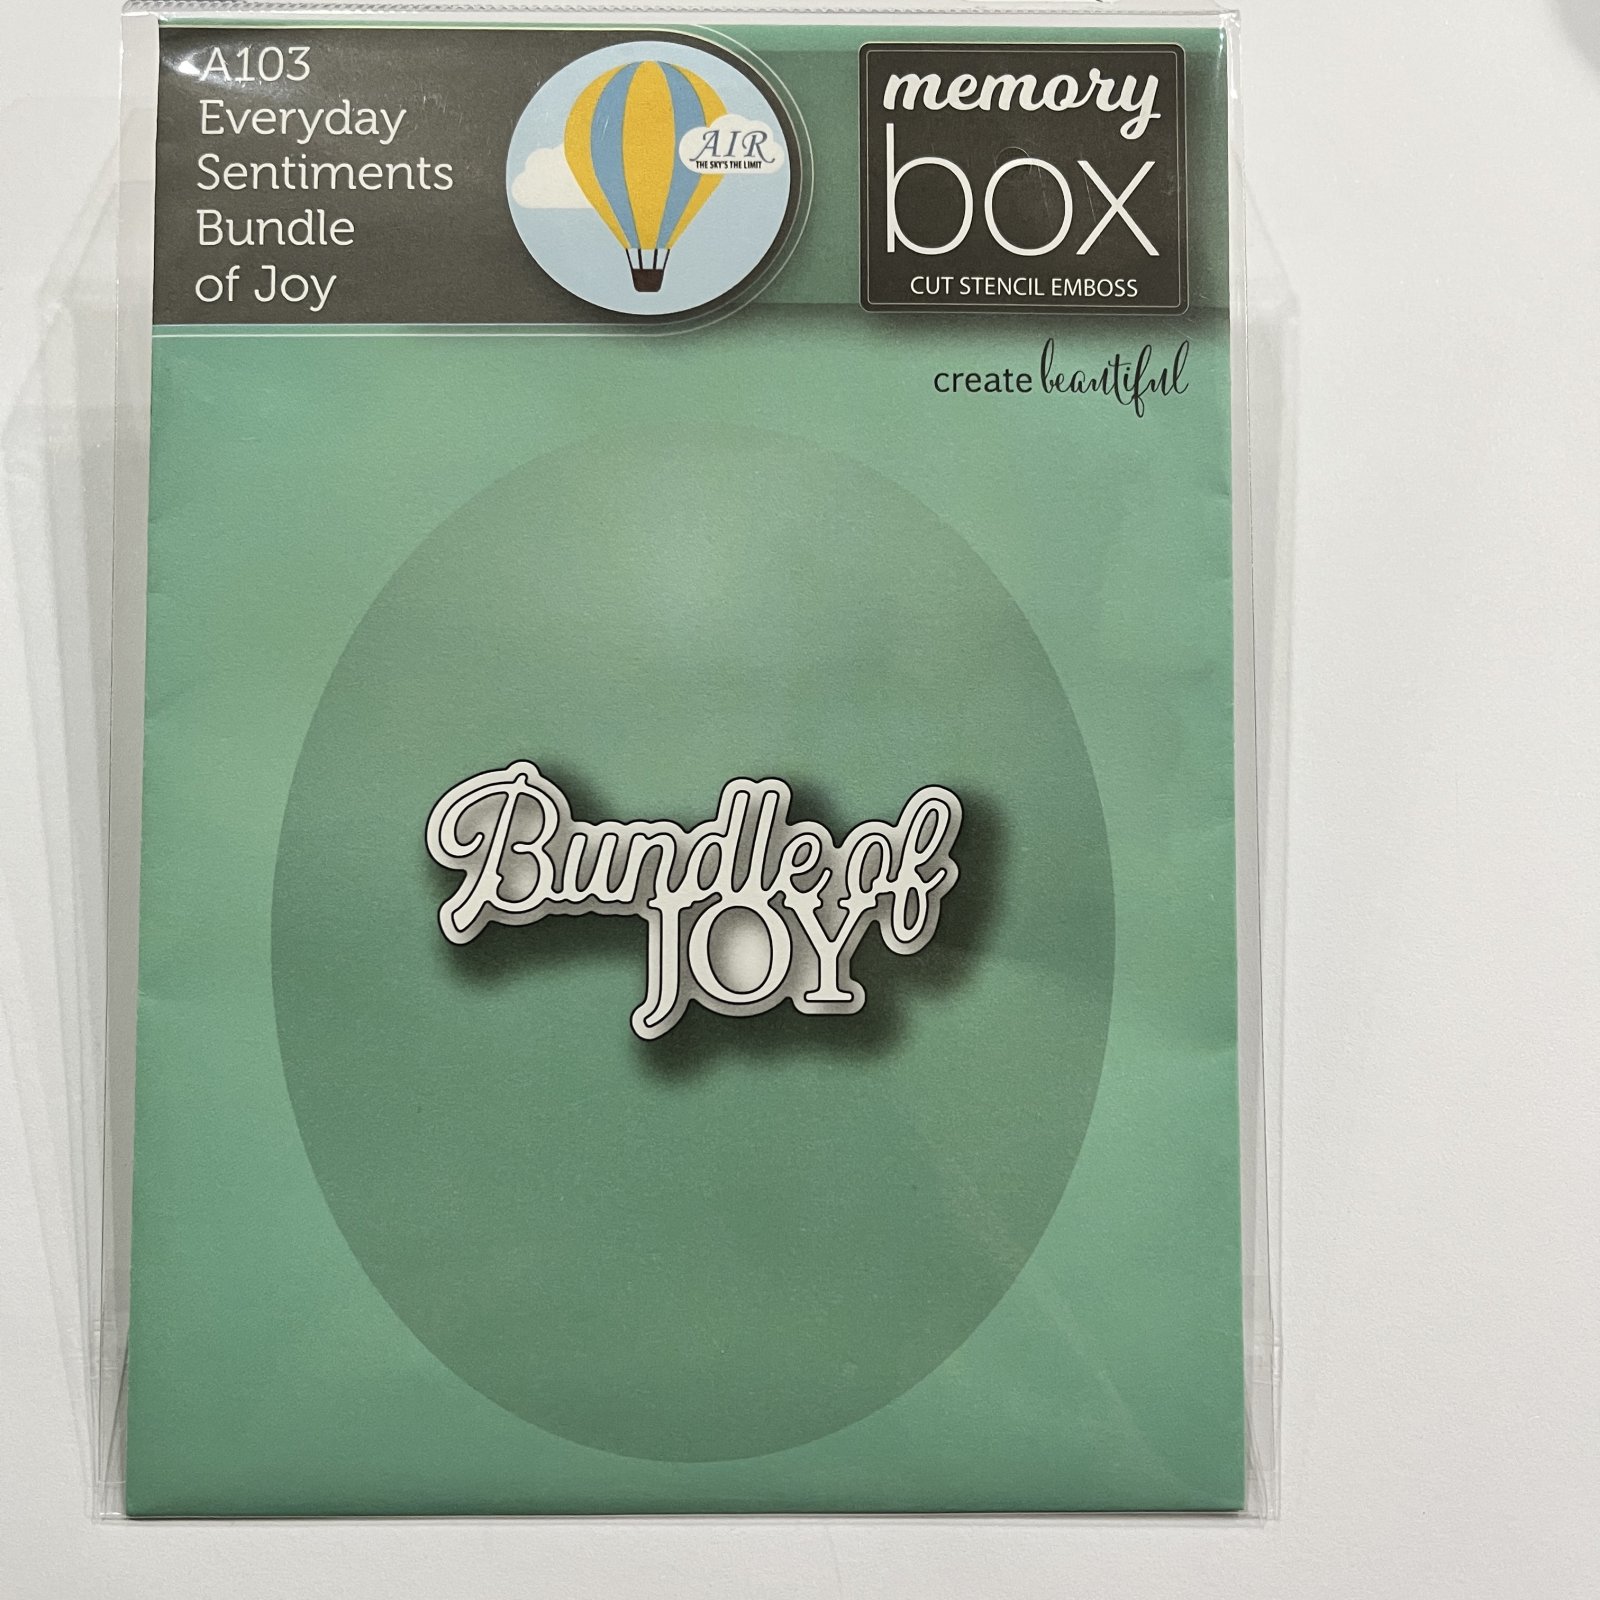 A103
Everyday
Sentiments
Bundle
of Joy
AIR
THE SKY'S THE LIMIT
memory
box
CUT STENCIL EMBOSS
create beautiful
Bundle of
JOY